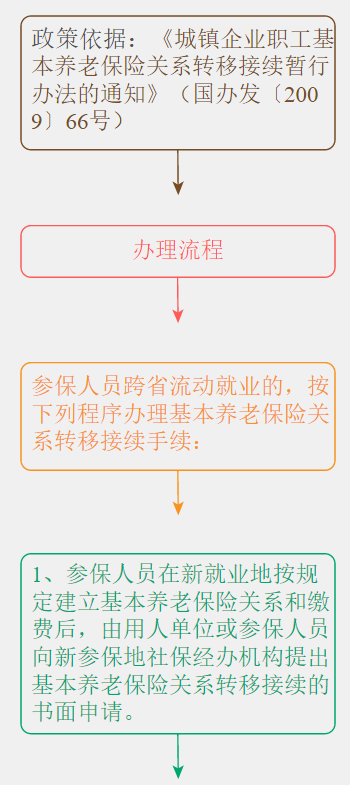 政策依据：《城镇企业职工基
本养老保险关系转移接续暂行
办法的通知》（国办发〔200
9〕66号）
办理流程
参保人员跨省流动就业的，按
下列程序办理基本养老保险关
系转移接续手续：
1、参保人员在新就业地按规
定建立基本养老保险关系和缴
费后，由用人单位或参保人员
向新参保地社保经办机构提出
基本养老保险关系转移接续的
书面申请。